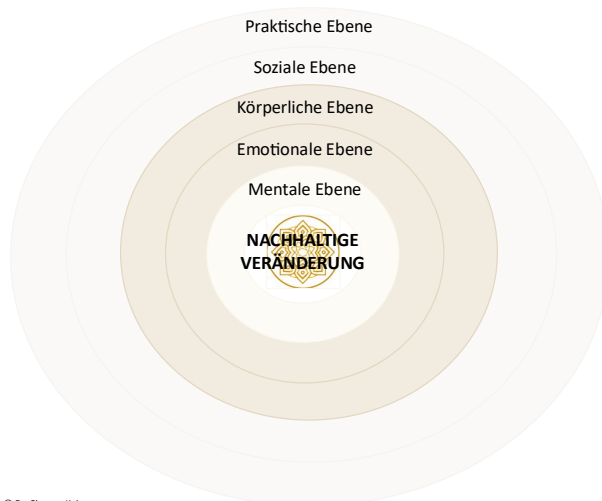 Praktische Ebene
Soziale Ebene
Körperliche Ebene
Emotionale Ebene
Mentale Ebene
NACHHALTIGE
VERÄNDERUNG